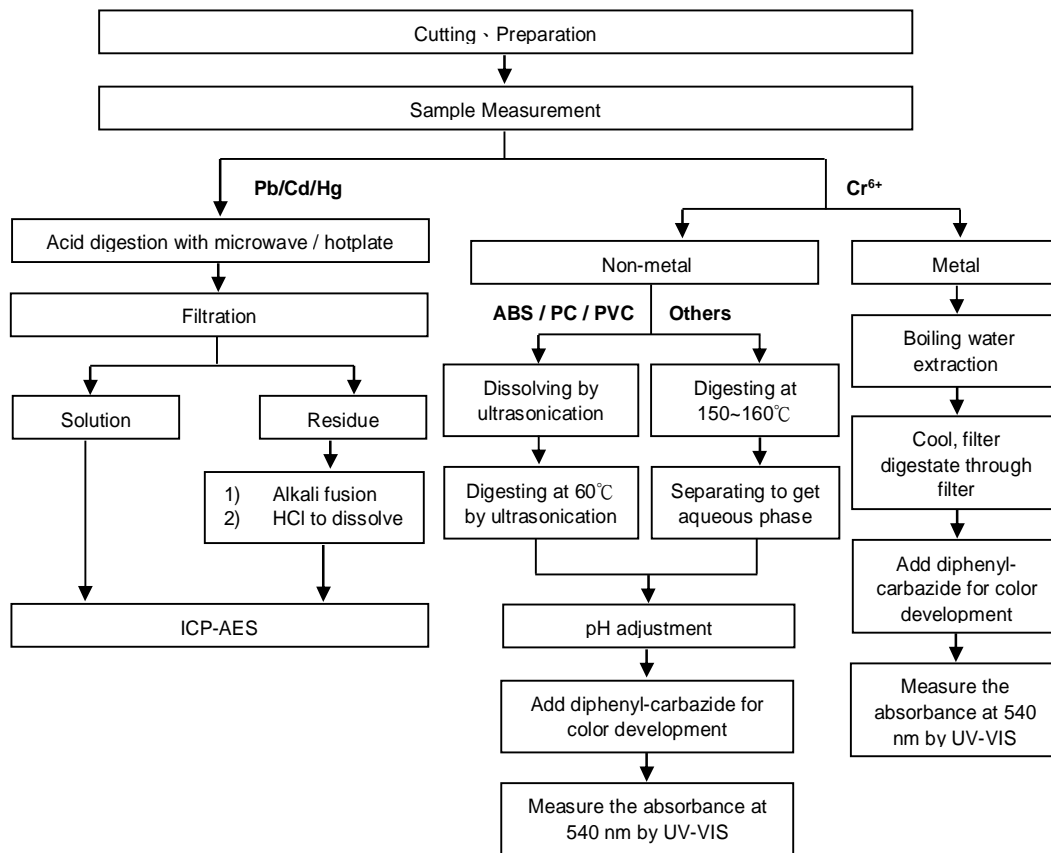 Cutting、Preparation
Sample Measurement
Pb/Cd/Hg
Cr⁶⁺
Acid digestion with microwave / hotplate
Non-metal
Metal
Filtration
ABS / PC / PVC
Others
Boiling water
extraction
Solution
Residue
Dissolving by
ultrasonication
Digesting at
150~160℃
Cool, filter
digestate through
filter
1) Alkali fusion
2) HCl to dissolve
Digesting at 60℃
by ultrasonication
Separating to get
aqueous phase
Add diphenyl-
carbazide for color
development
ICP-AES
pH adjustment
Measure the
absorbance at 540
nm by UV-VIS
Add diphenyl-carbazide for
color development
Measure the absorbance at
540 nm by UV-VIS